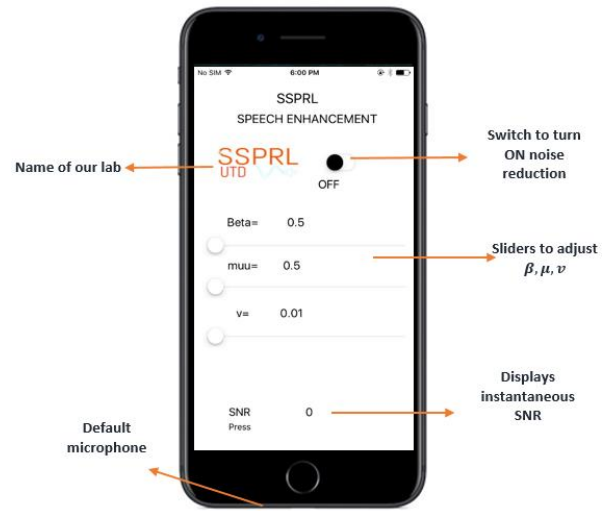 No SIM 6:00 PM
SSPRL
SPEECH ENHANCEMENT
SSPRL
UTD
OFF
Name of our lab
Switch to turn
ON noise
reduction
Beta= 0.5
muu= 0.5
v= 0.01
Sliders to adjust
β, μ, υ
SNR 0
Press
Displays
instantaneous
SNR
Default
microphone